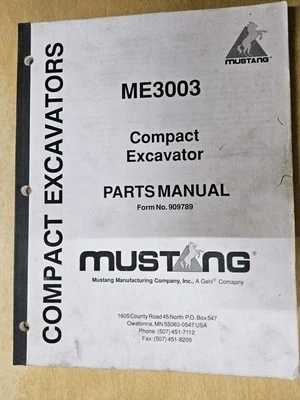 COMPACT EXCAVATORS
MUSTANG®
ME3003
Compact
Excavator
PARTS MANUAL
Form No. 909789
MUSTANG®
Mustang Manufacturing Company, Inc., A Gehl® Comapny
1605 County Road 45 North P.O. Box 547
Owatonna, MN 55060-0547 USA
Phone: (507) 451-7112
Fax: (507) 451-8209